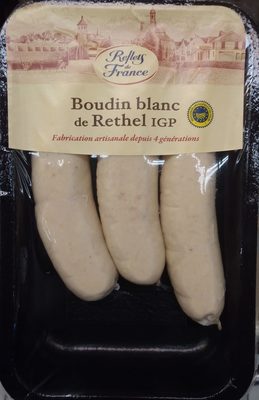 Reflets
de
France
Boudin blanc
de Rethel IGP
Fabrication artisanale depuis 4 générations